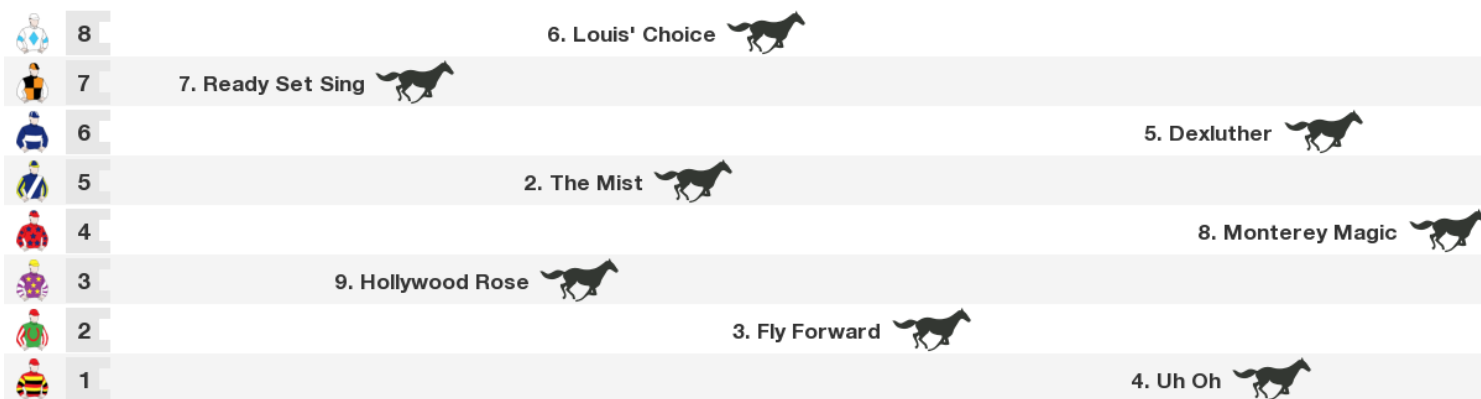 8 6. Louis' Choice
7 7. Ready Set Sing
6 5. Dexluther
5 2. The Mist
4 8. Monterey Magic
3 9. Hollywood Rose
2 3. Fly Forward
1 4. Uh Oh